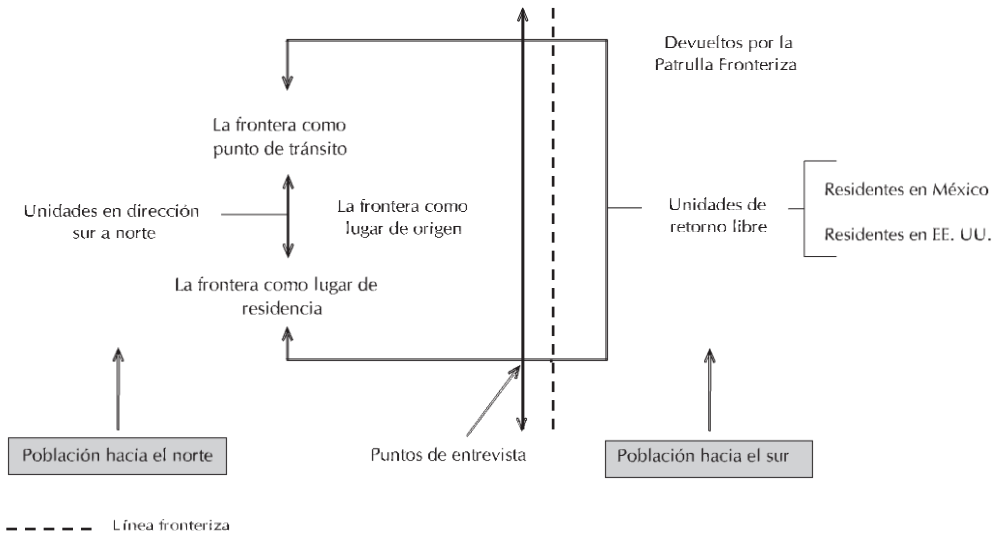 Devueltos por la
Patrulla Fronteriza
La frontera como
punto de tránsito
Unidades en dirección
sur a norte
La frontera como
lugar de origen
Unidades de
retorno libre
Residentes en México
Residentes en EE. UU.
La frontera como lugar de
residencia
Población hacia el norte
Puntos de entrevista
Población hacia el sur
Línea fronteriza